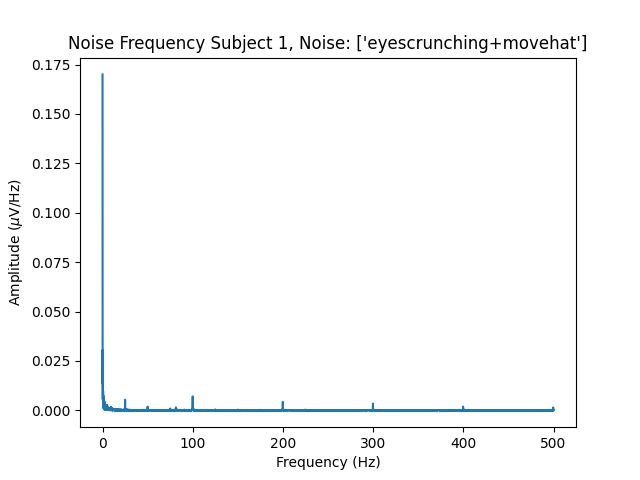 Noise Frequency Subject 1, Noise: ['eyescrunching+movehat']
0.175
0.150
0.125
0.100
0.075
0.050
0.025
0.000
Amplitude (μV/Hz)
0 100 200 300 400 500
Frequency (Hz)